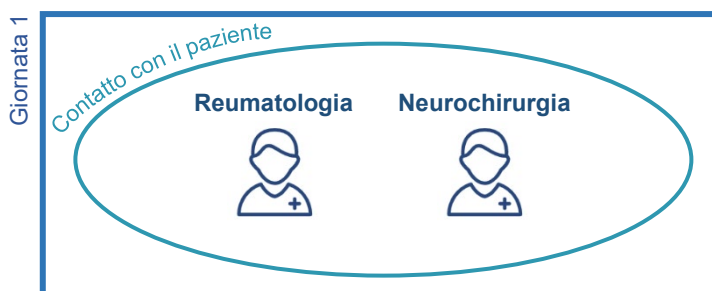 Giornata 1
Contatto con il paziente
Reumatologia
Neurochirurgia